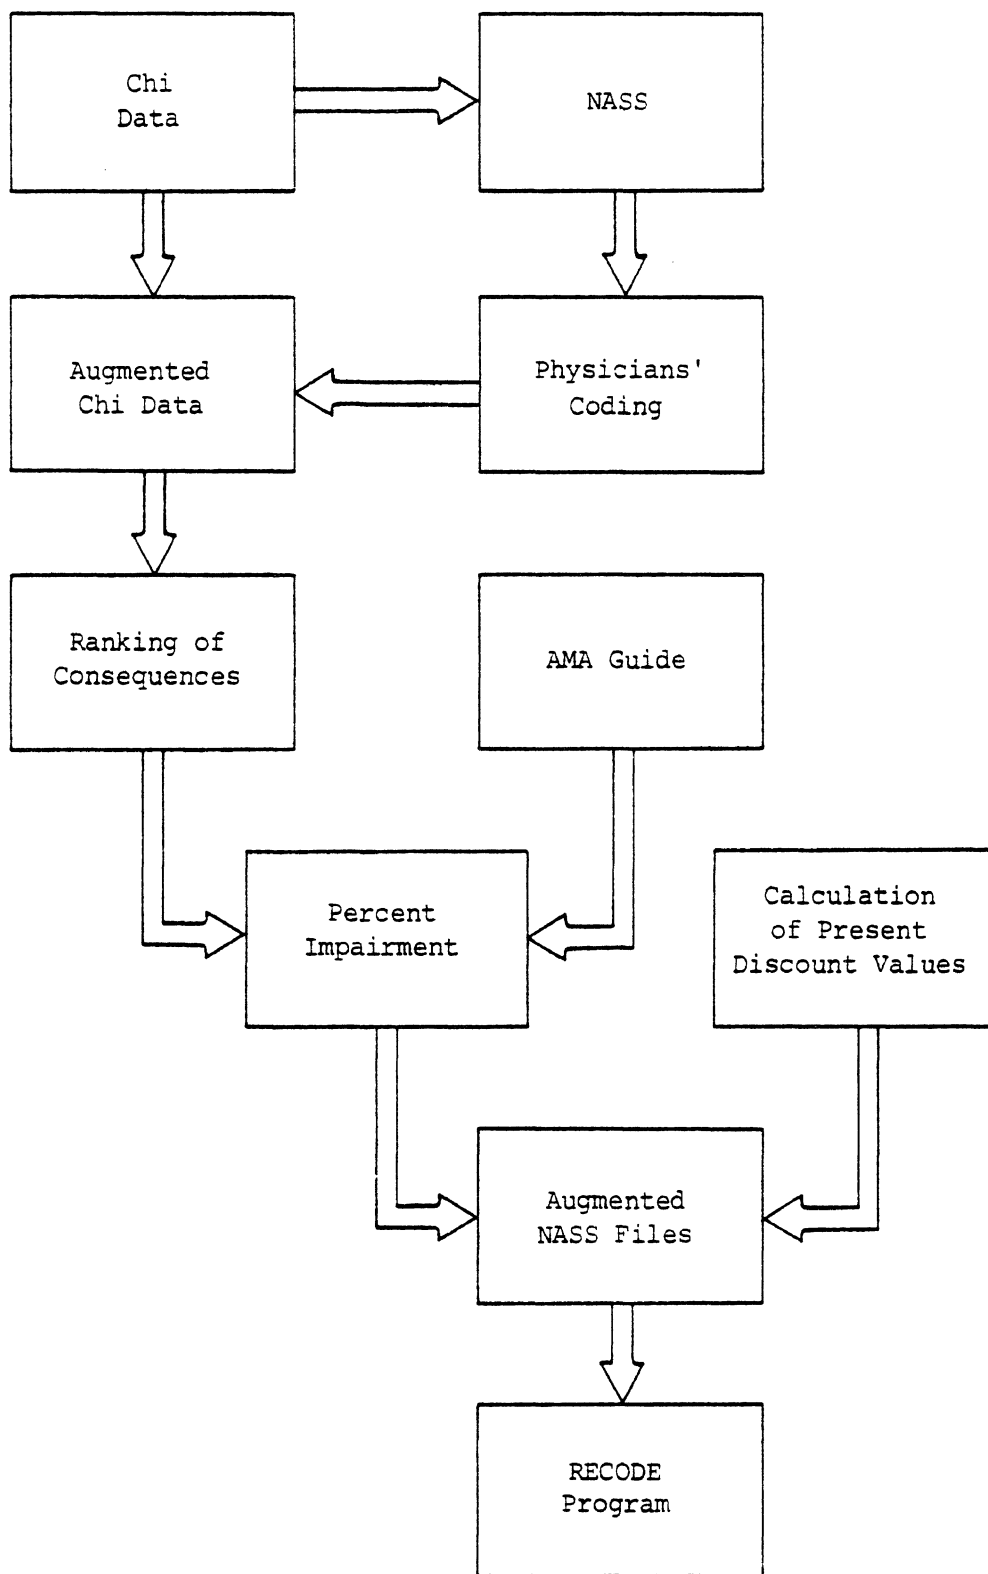 Chi
Data
NASS
Augmented
Chi Data
Physicians'
Coding
Ranking of
Consequences
AMA Guide
Percent
Impairment
Calculation
of Present
Discount Values
Augmented
NASS Files
RECODE
Program